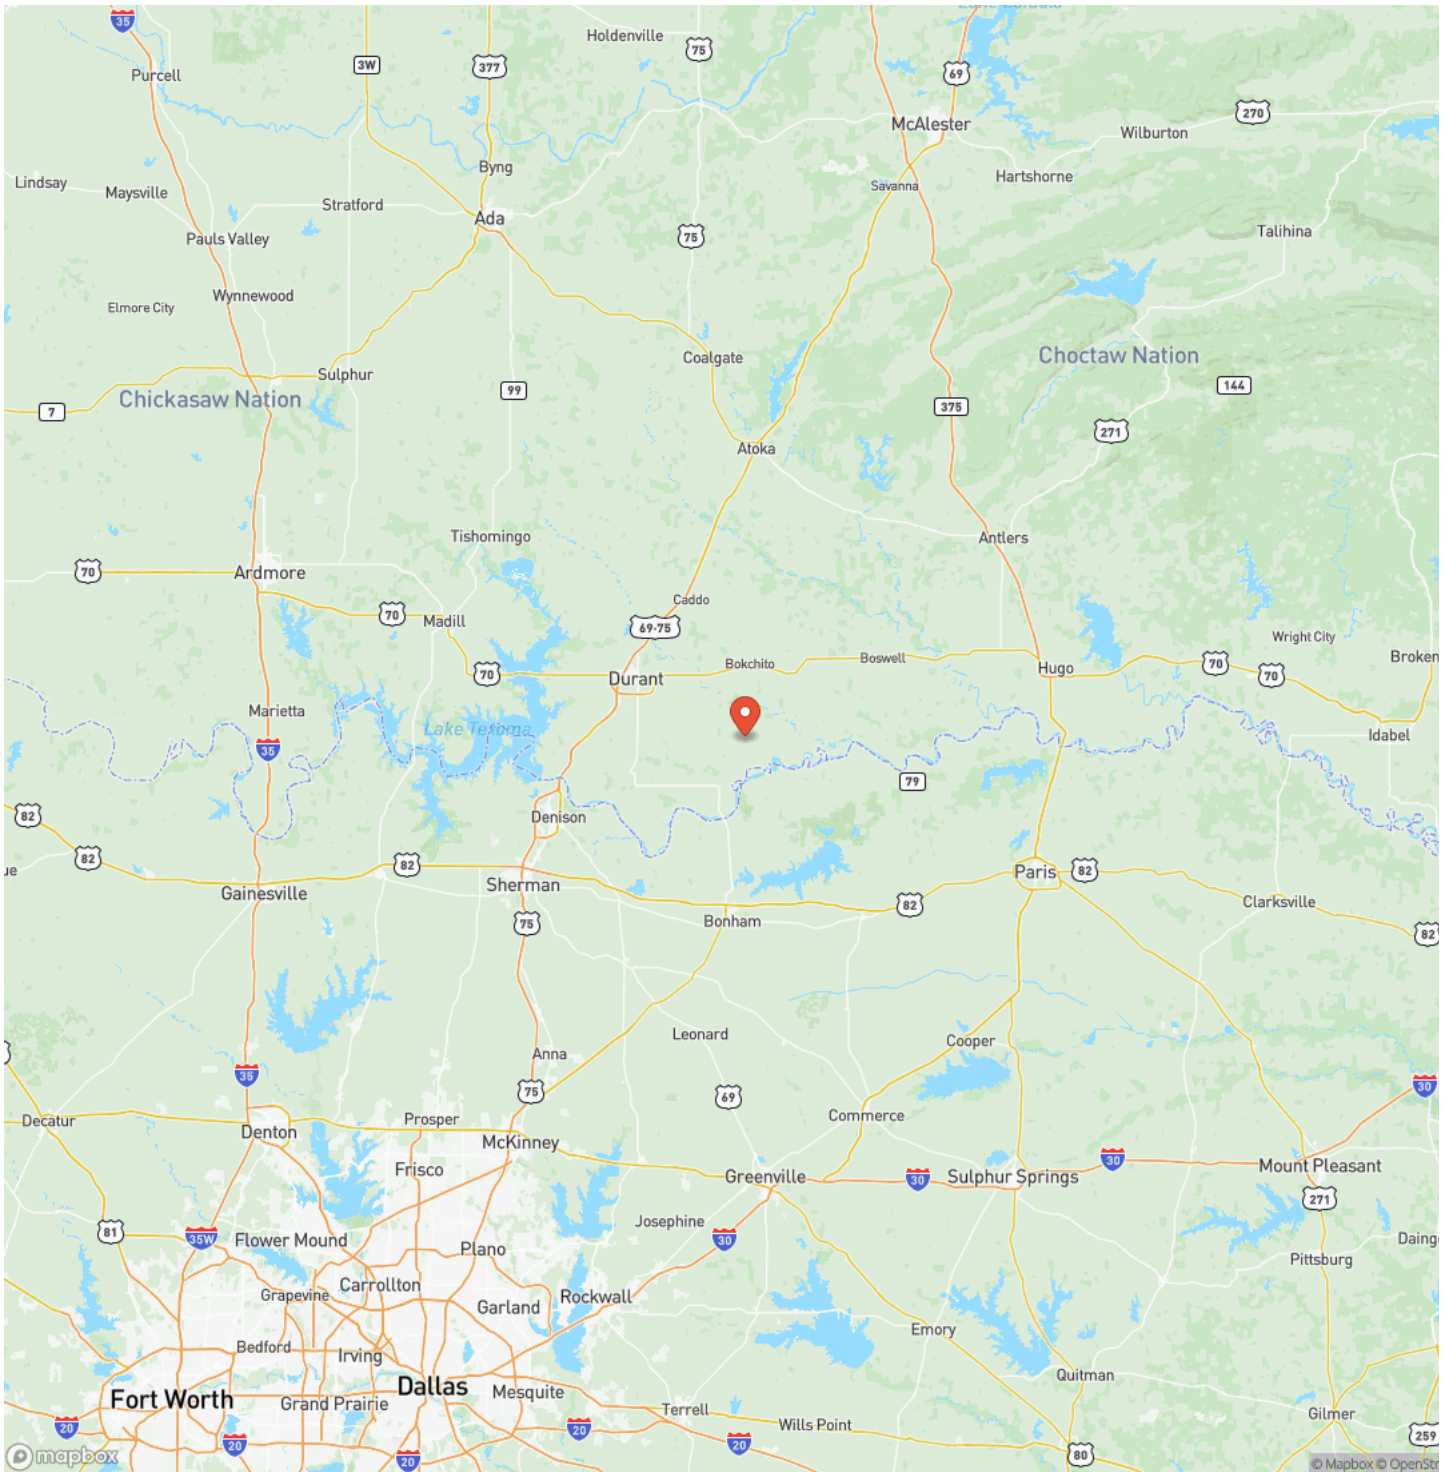 Lake Eufaula
35
Holdenville
75
Purcell
3W
377
69
270
McAlester
Wilburton
Byng
Lindsay
Maysville
Savanna
Hartshorne
Stratford
Ada
75
Talihina
Pauls Valley
Wynnewood
Elmore City
Coalgate
Choctaw Nation
Sulphur
99
144
Chickasaw Nation
7
375
271
Atoka
Tishomingo
Antlers
70
Ardmore
Caddo
70
Madill
69-75
Wright City
Bokchito
Boswell
Hugo
70
70
Broken
70
Durant
Marietta
Lake Texoma
35
Idabel
79
82
Denison
82
82
Paris
82
Sherman
Gainesville
82
Clarksville
75
Bonham
82
Leonard
Cooper
Anna
35
75
69
30
Decatur
Prosper
Commerce
Denton
McKinney
30
Frisco
Greenville
30
Sulphur Springs
Mount Pleasant
271
Josephine
81
35W
Flower Mound
Plano
30
Daing
Pittsburg
Carrollton
Grapevine
Garland
Rockwall
Emory
Bedford
Irving
Quitman
Dallas
Fort Worth
Grand Prairie
Mesquite
Terrell
Wills Point
Gilmer
20
20
20
20
20
80
259
mapbox
© Mapbox © OpenStr